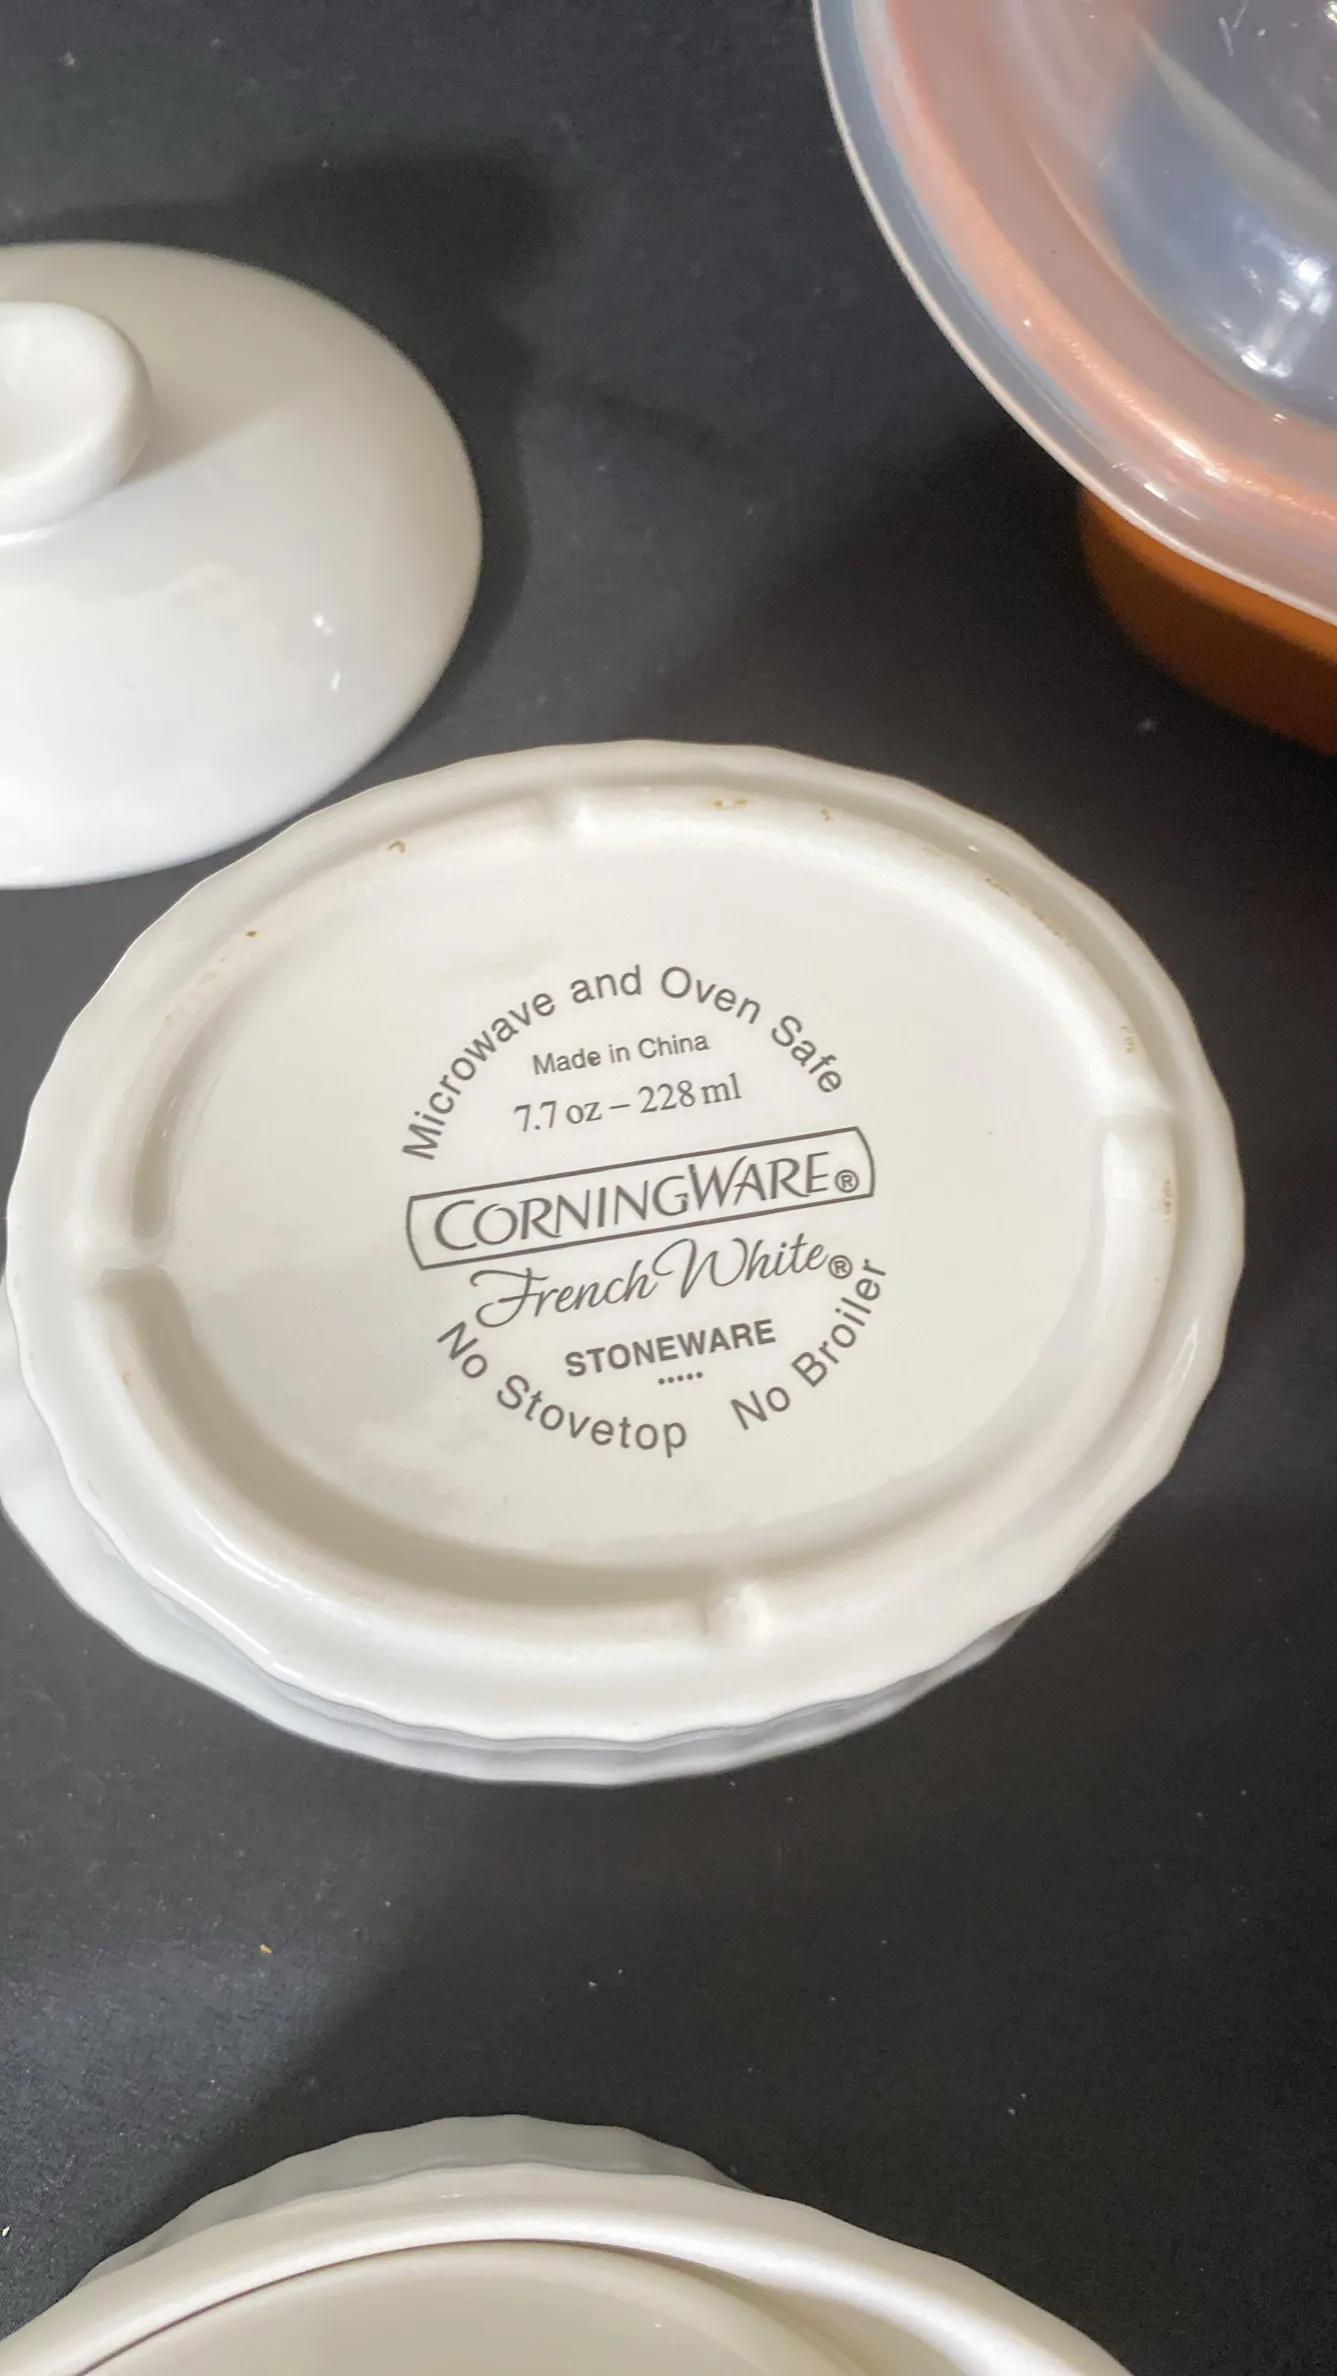 Microwave and Oven Safe
Made in China
7.7 oz – 228 ml
CORNINGWARE®
French White®
STONEWARE
No Stovetop No Broiler